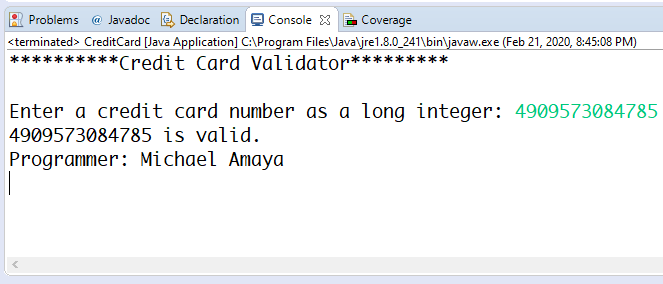 Problems @ Javadoc Declaration Console Coverage
<terminated> CreditCard [Java Application] C:\Program Files\Java\jre1.8.0_241\bin\javaw.exe (Feb 21, 2020, 8:45:08 PM)
**********Credit Card Validator*********
Enter a credit card number as a long integer: 4909573084785
4909573084785 is valid.
Programmer: Michael Amaya